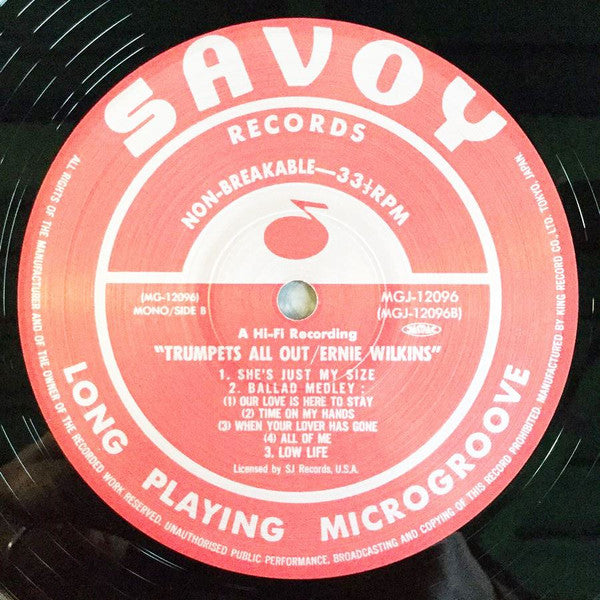 SAVOY
RECORDS
NON-BREAKABLE—33⅓RPM
(MG-12096)
MONO/SIDE B
MGJ-12096
(MGJ-12096B)
A Hi-Fi Recording
"TRUMPETS ALL OUT/ERNIE WILKINS"
1. SHE'S JUST MY SIZE
2. BALLAD MEDLEY:
(1) OUR LOVE IS HERE TO STAY
(2) TIME ON MY HANDS
(3) WHEN YOUR LOVER HAS GONE
(4) ALL OF ME
3. LOW LIFE
Licensed by SJ Records, U.S.A.
LONG PLAYING MICROGROOVE
ALL RIGHTS OF THE MANUFACTURER AND OF THE OWNER OF THE RECORDED WORK RESERVED. UNAUTHORISED PUBLIC PERFORMANCE, BROADCASTING AND COPYING OF THIS RECORD PROHIBITED. MANUFACTURED BY KING RECORD CO., LTD. TOKYO, JAPAN.